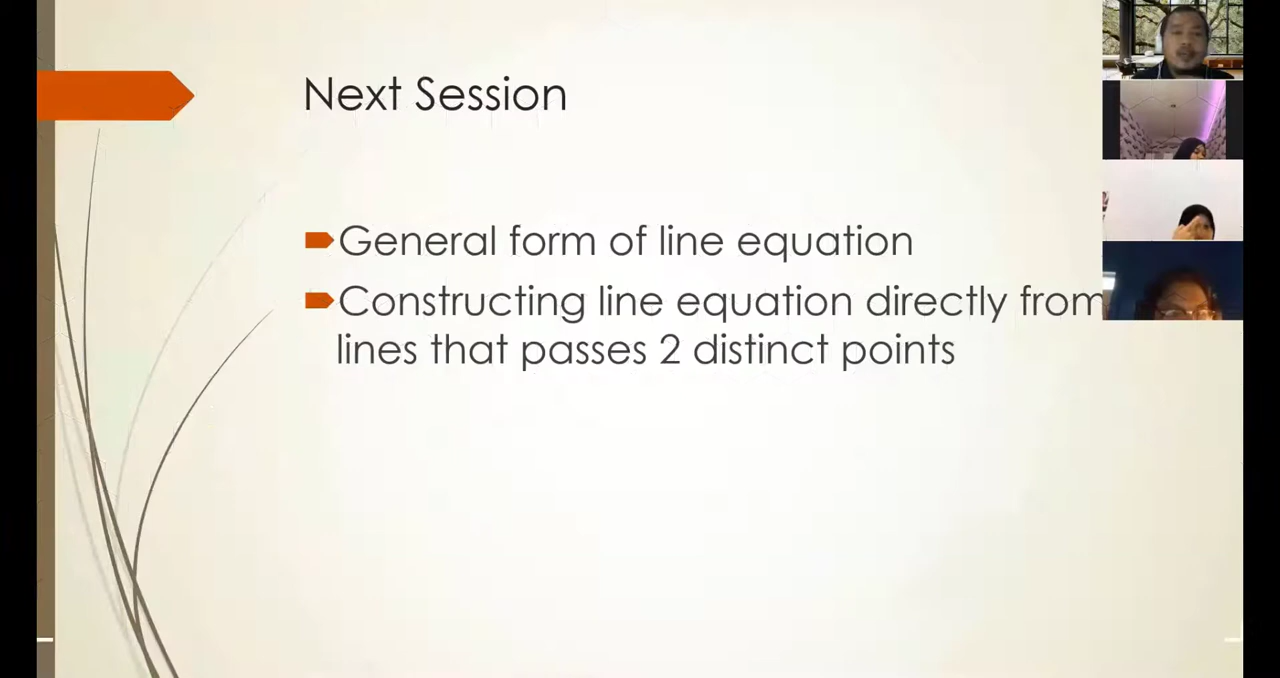 Next Session
General form of line equation
Constructing line equation directly from
lines that passes 2 distinct points